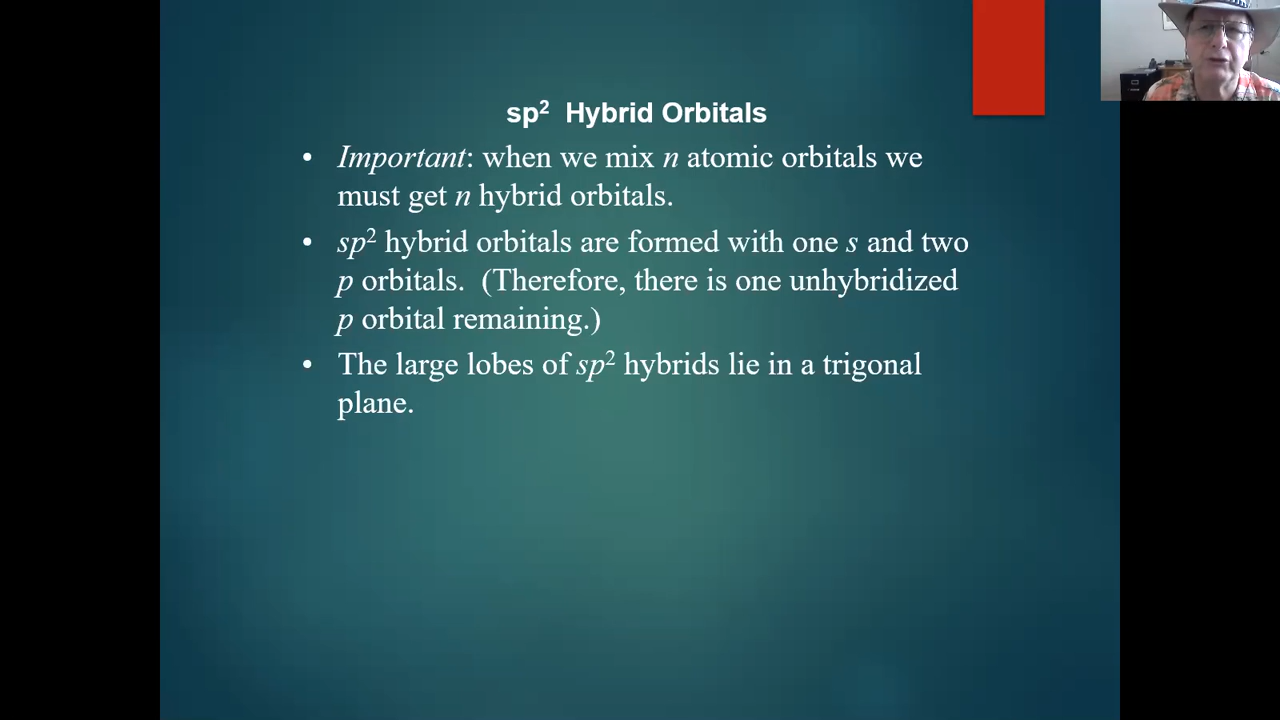 sp² Hybrid Orbitals
• Important: when we mix n atomic orbitals we
must get n hybrid orbitals.
• sp² hybrid orbitals are formed with one s and two
p orbitals. (Therefore, there is one unhybridized
p orbital remaining.)
• The large lobes of sp² hybrids lie in a trigonal
plane.